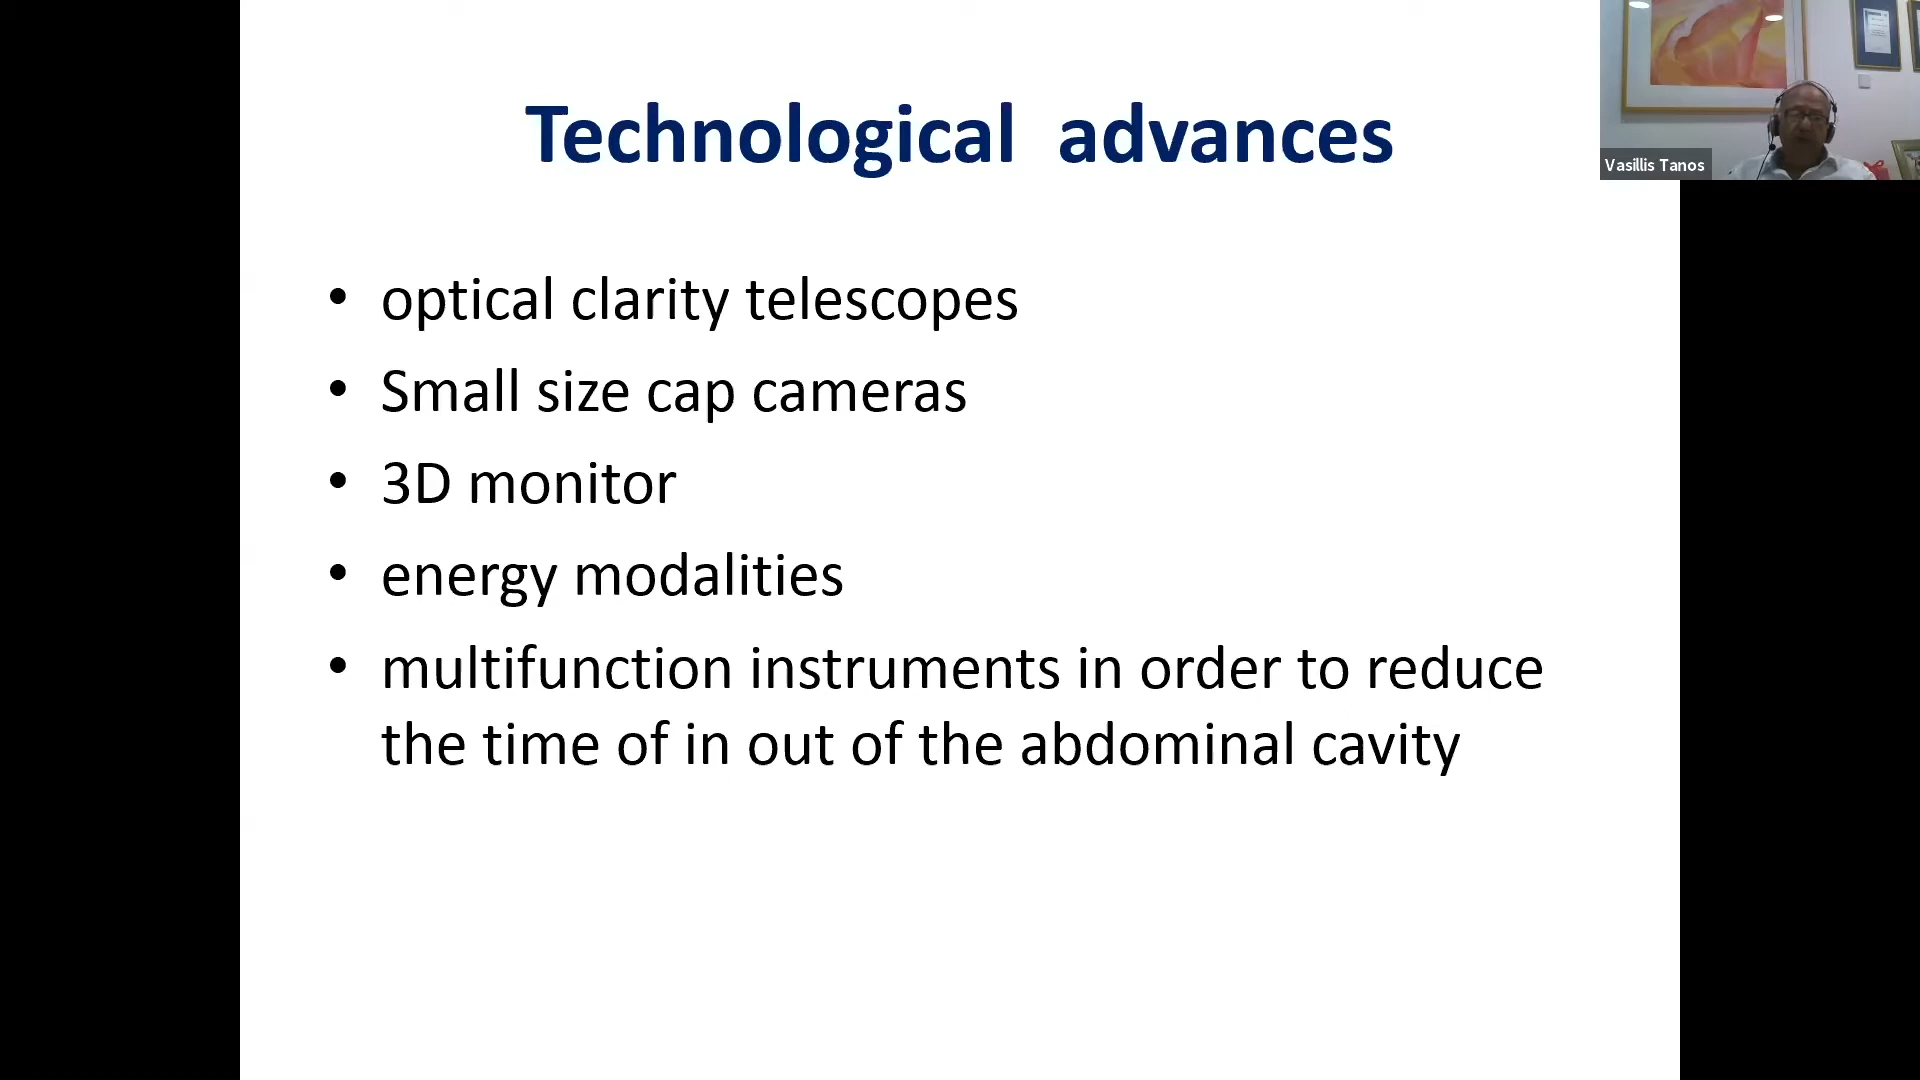 Technological advances
Vasillis Tanos
• optical clarity telescopes
• Small size cap cameras
• 3D monitor
• energy modalities
• multifunction instruments in order to reduce
the time of in out of the abdominal cavity